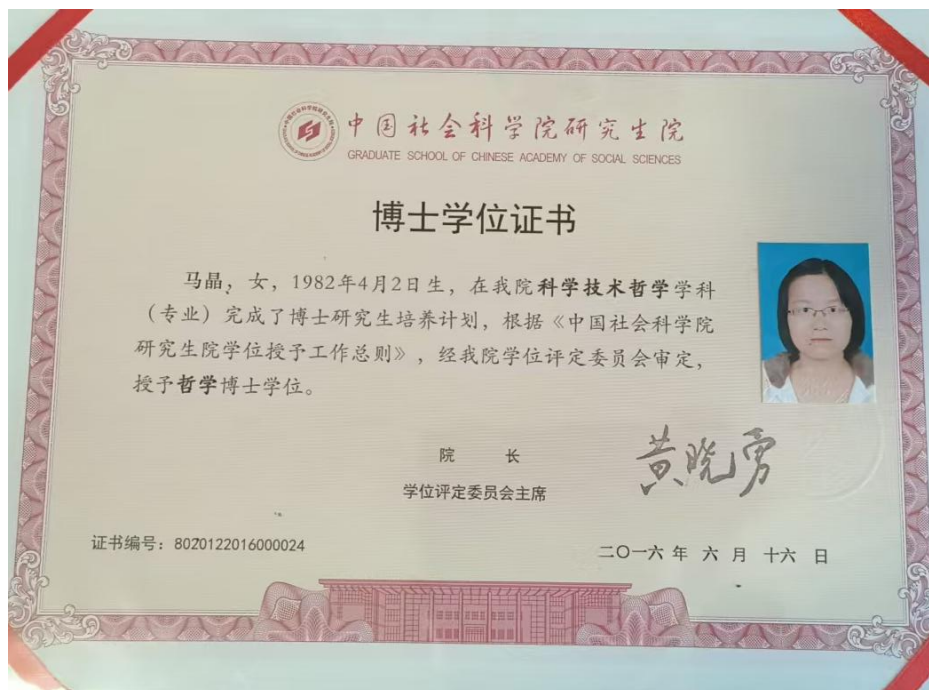 中国社会科学院研究生院
GRADUATE SCHOOL OF CHINESE ACADEMY OF SOCIAL SCIENCES
博士学位证书
马晶，女，1982年4月2日生，在我院科学技术哲学学科
（专业）完成了博士研究生培养计划，根据《中国社会科学院
研究生院学位授予工作总则》，经我院学位评定委员会审定，
授予哲学博士学位。
院 长
学位评定委员会主席
黄晓勇
证书编号：8020122016000024
二〇一六 年 六 月 十六 日